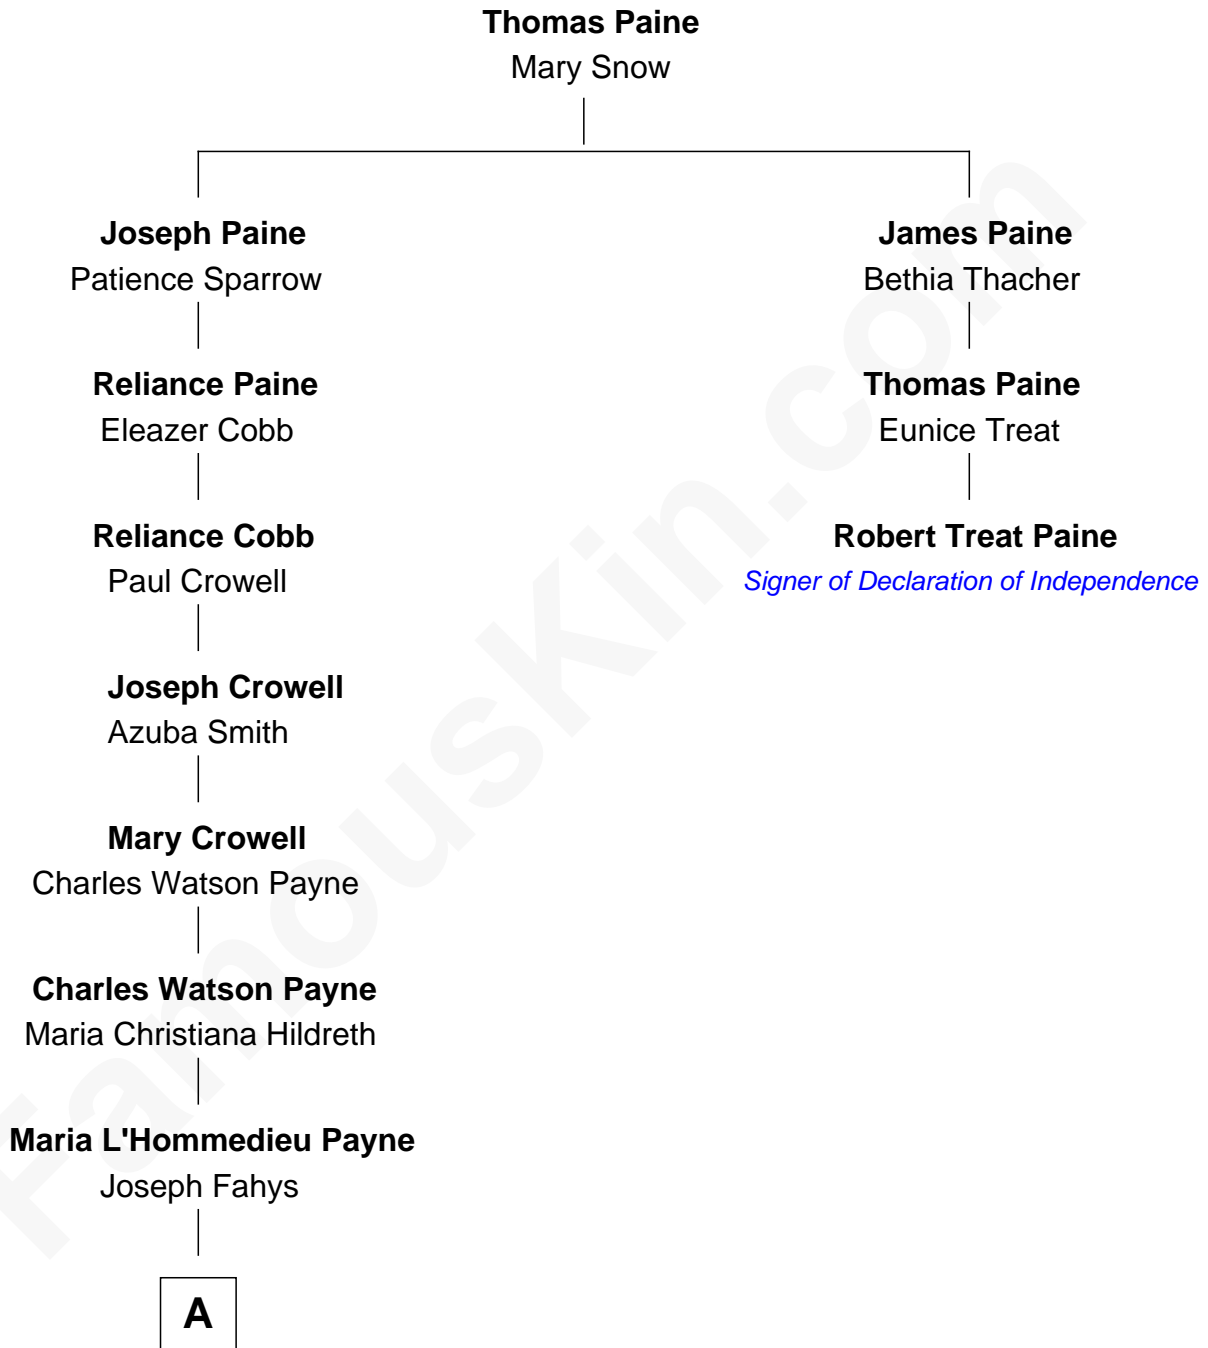 Thomas Paine
Mary Snow
Joseph Paine
Patience Sparrow
James Paine
Bethia Thacher
Reliance Paine
Eleazer Cobb
Thomas Paine
Eunice Treat
Reliance Cobb
Paul Crowell
Robert Treat Paine
Signer of Declaration of Independence
Joseph Crowell
Azuba Smith
Mary Crowell
Charles Watson Payne
Charles Watson Payne
Maria Christiana Hildreth
Maria L'Hommedieu Payne
Joseph Fahys
A
FamousKin.com